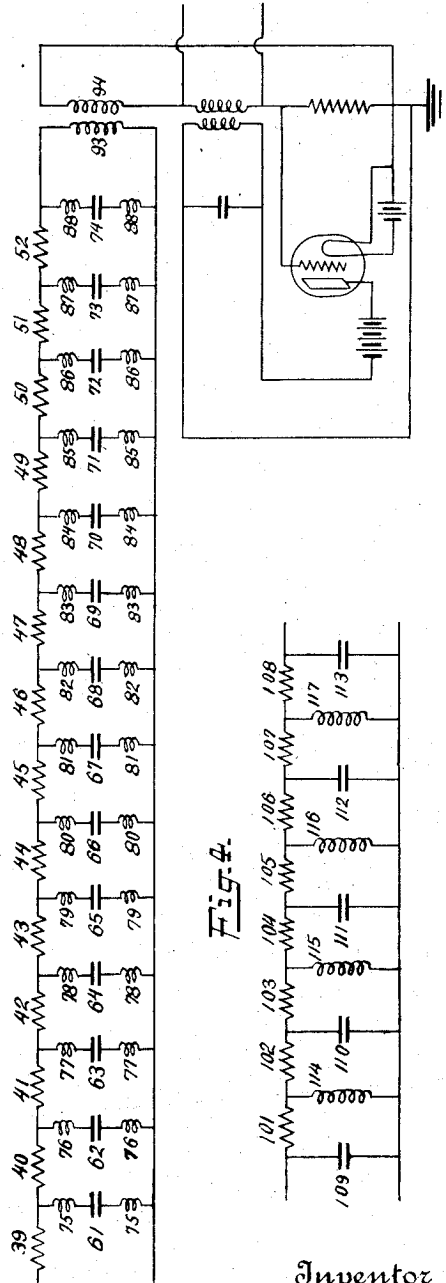 39 40 41 42 43 44 45 46 47 48 49 50 51 52
75 76 77 78 79 80 81 82 83 84 85 86 87 88
61 62 63 64 65 66 67 68 69 70 71 72 73 74
75 76 77 78 79 80 81 82 83 84 85 86 87 88
93 94
Fig.4.
101 102 103 104 105 106 107 108
114 115 116 117
109 110 111 112 113
Inventor